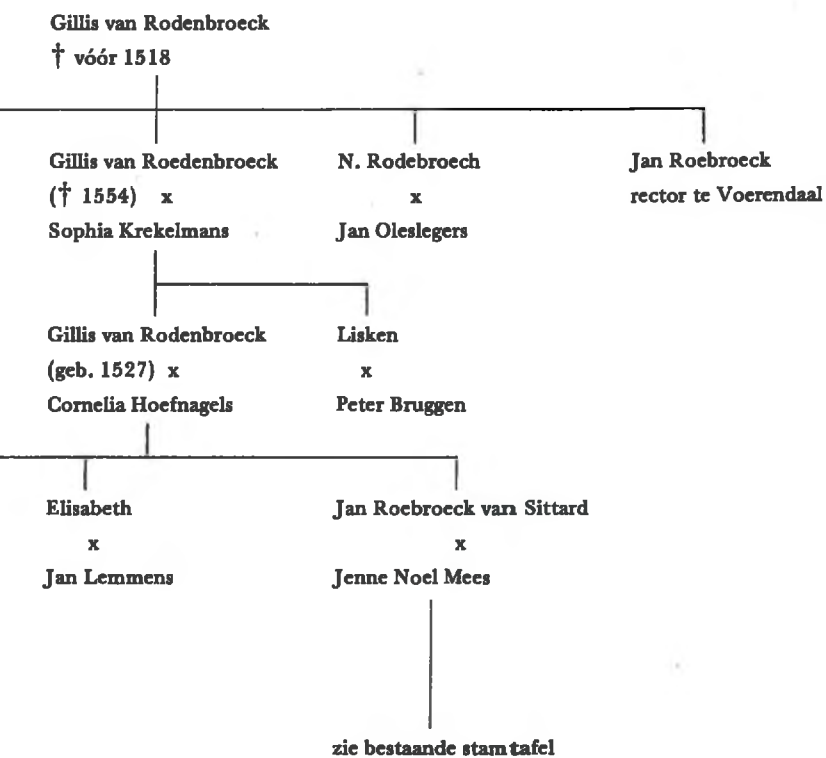 Gillis van Rodenbroeck
† vóór 1518
Gillis van Roedenbroeck
(† 1554) x
Sophia Krekelmans
N. Rodebroech
x
Jan Oleslegers
Jan Roebroeck
rector te Voerendaal
Gillis van Rodenbroeck
(geb. 1527) x
Cornelia Hoefnagels
Lisken
x
Peter Bruggen
Elisabeth
x
Jan Lemmens
Jan Roebroeck van Sittard
x
Jenne Noel Mees
zie bestaande stamtafel